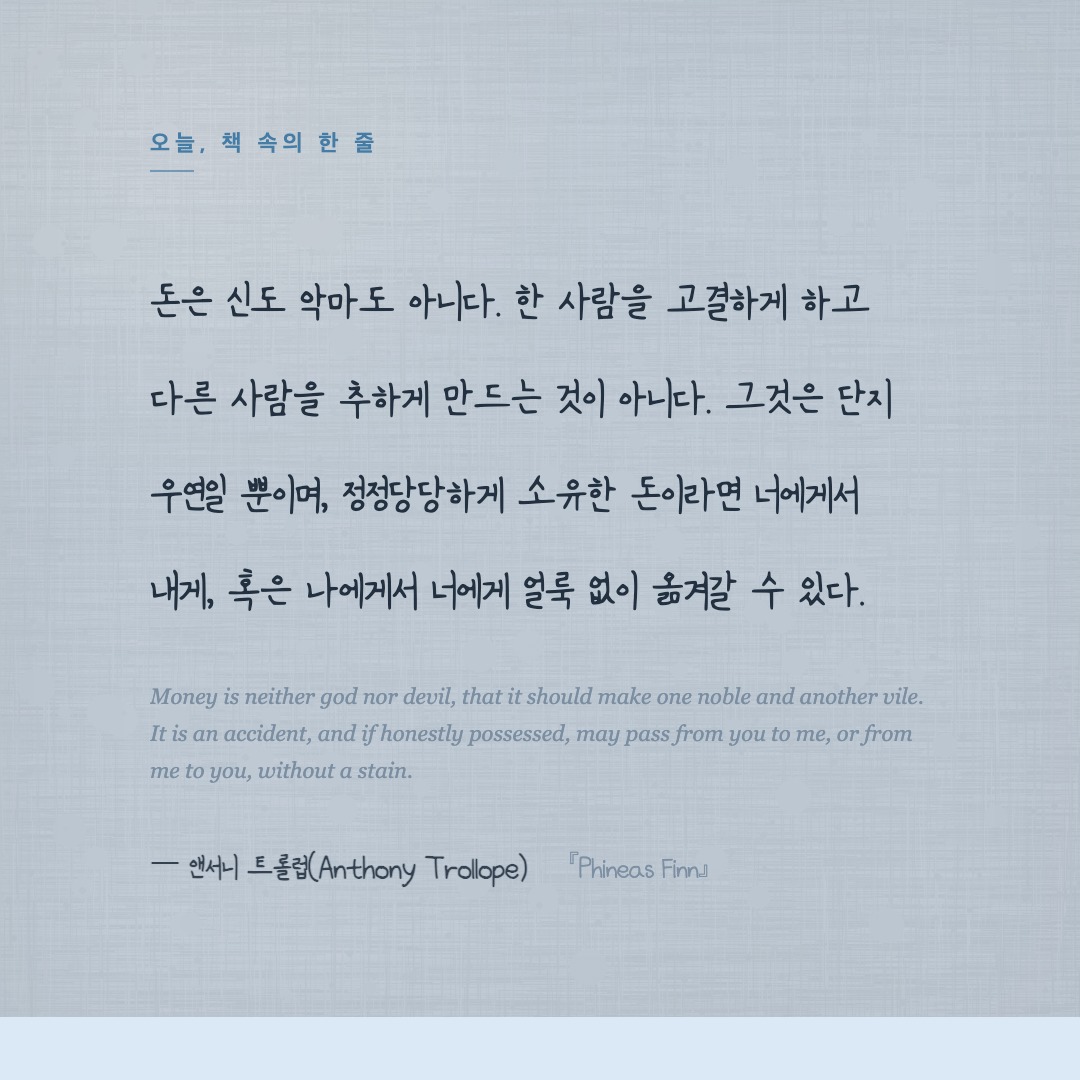 오늘, 책 속의 한 줄
돈은 신도 악마도 아니다. 한 사람을 고결하게 하고
다른 사람을 추하게 만드는 것이 아니다. 그것은 단지
우연일 뿐이며, 정정당당하게 소유한 돈이라면 너에게서
내게, 혹은 나에게서 너에게 얼룩 없이 옮겨갈 수 있다.
Money is neither god nor devil, that it should make one noble and another vile.
It is an accident, and if honestly possessed, may pass from you to me, or from
me to you, without a stain.
— 앤서니 트롤럽(Anthony Trollope) 『Phineas Finn』